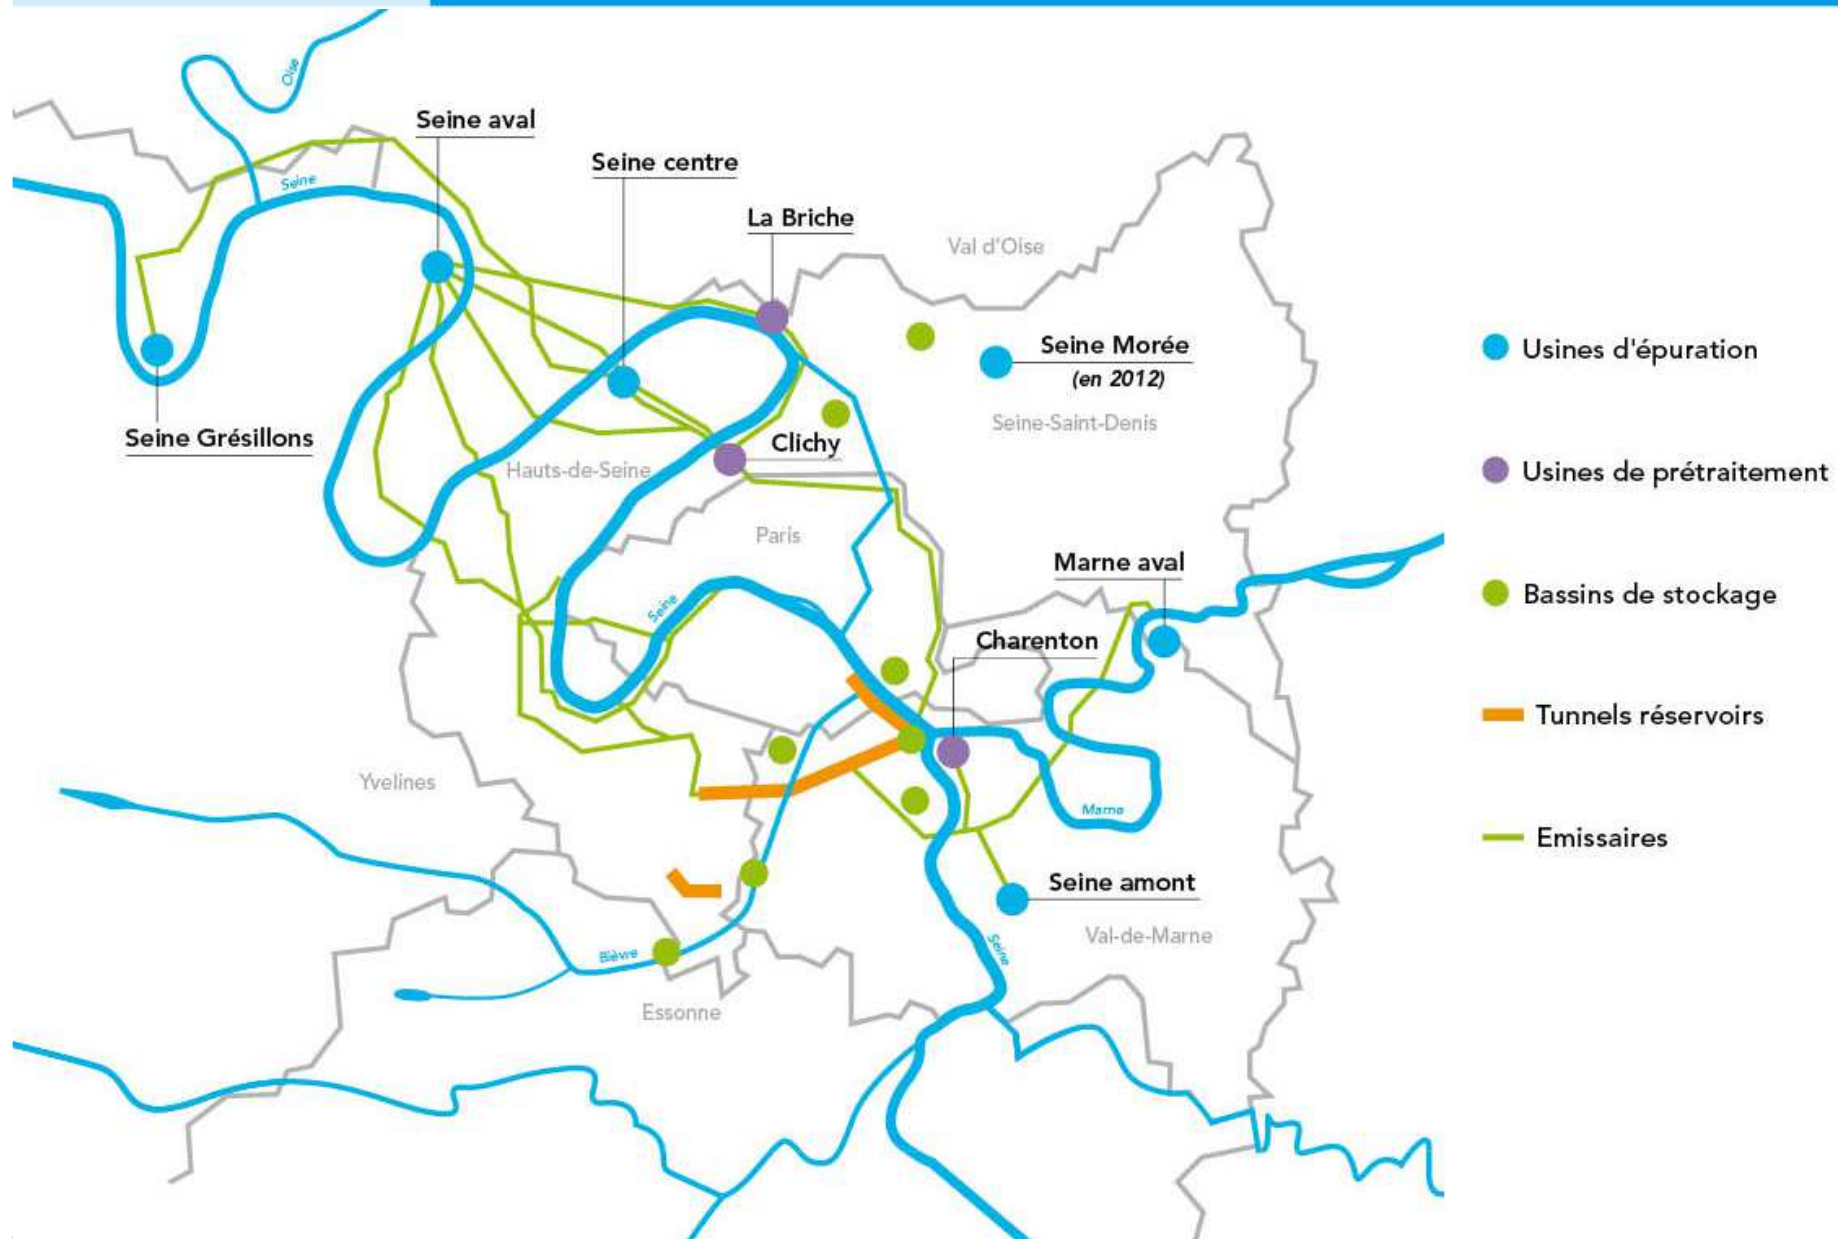 Oise
Seine aval
Seine centre
Seine
La Briche
Val d'Oise
Seine Morée
(en 2012)
Usines d'épuration
Seine-Saint-Denis
Seine Grésillons
Clichy
Hauts-de-Seine
Usines de prétraitement
Paris
Marne aval
Bassins de stockage
Seine
Charenton
Tunnels réservoirs
Yvelines
Marne
Emissaires
Seine amont
Val-de-Marne
Seine
Bièvre
Essonne